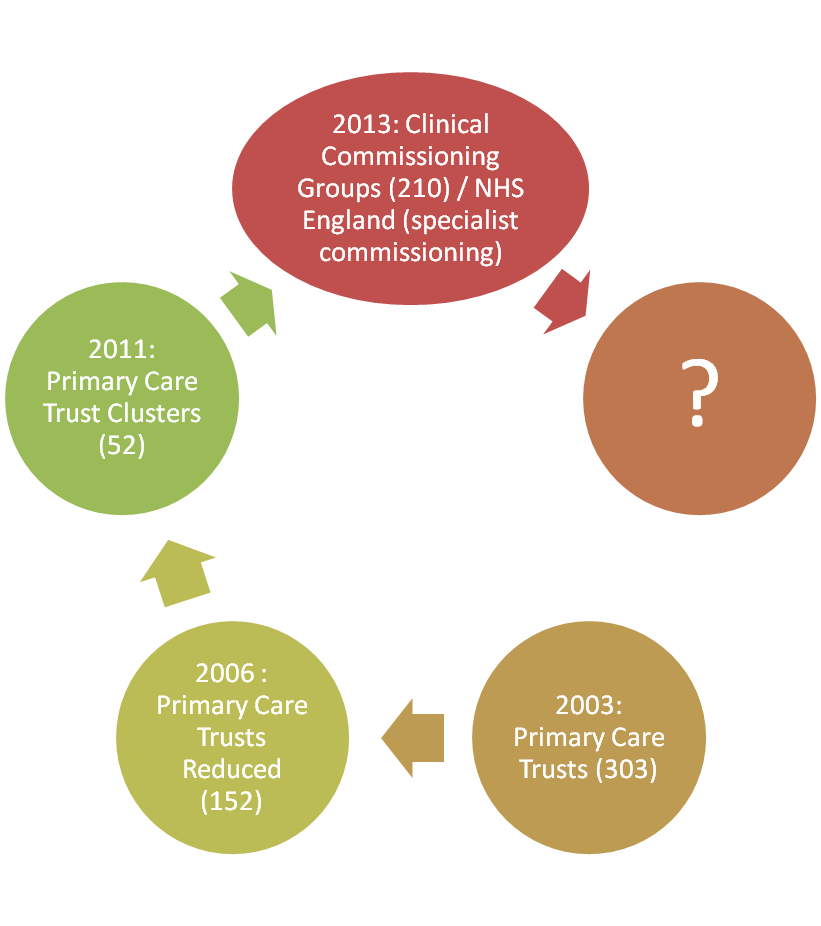 2013: Clinical
Commissioning
Groups (210) / NHS
England (specialist
commissioning)
?
2011:
Primary Care
Trust Clusters
(52)
2006 :
Primary Care
Trusts
Reduced
(152)
2003:
Primary Care
Trusts (303)